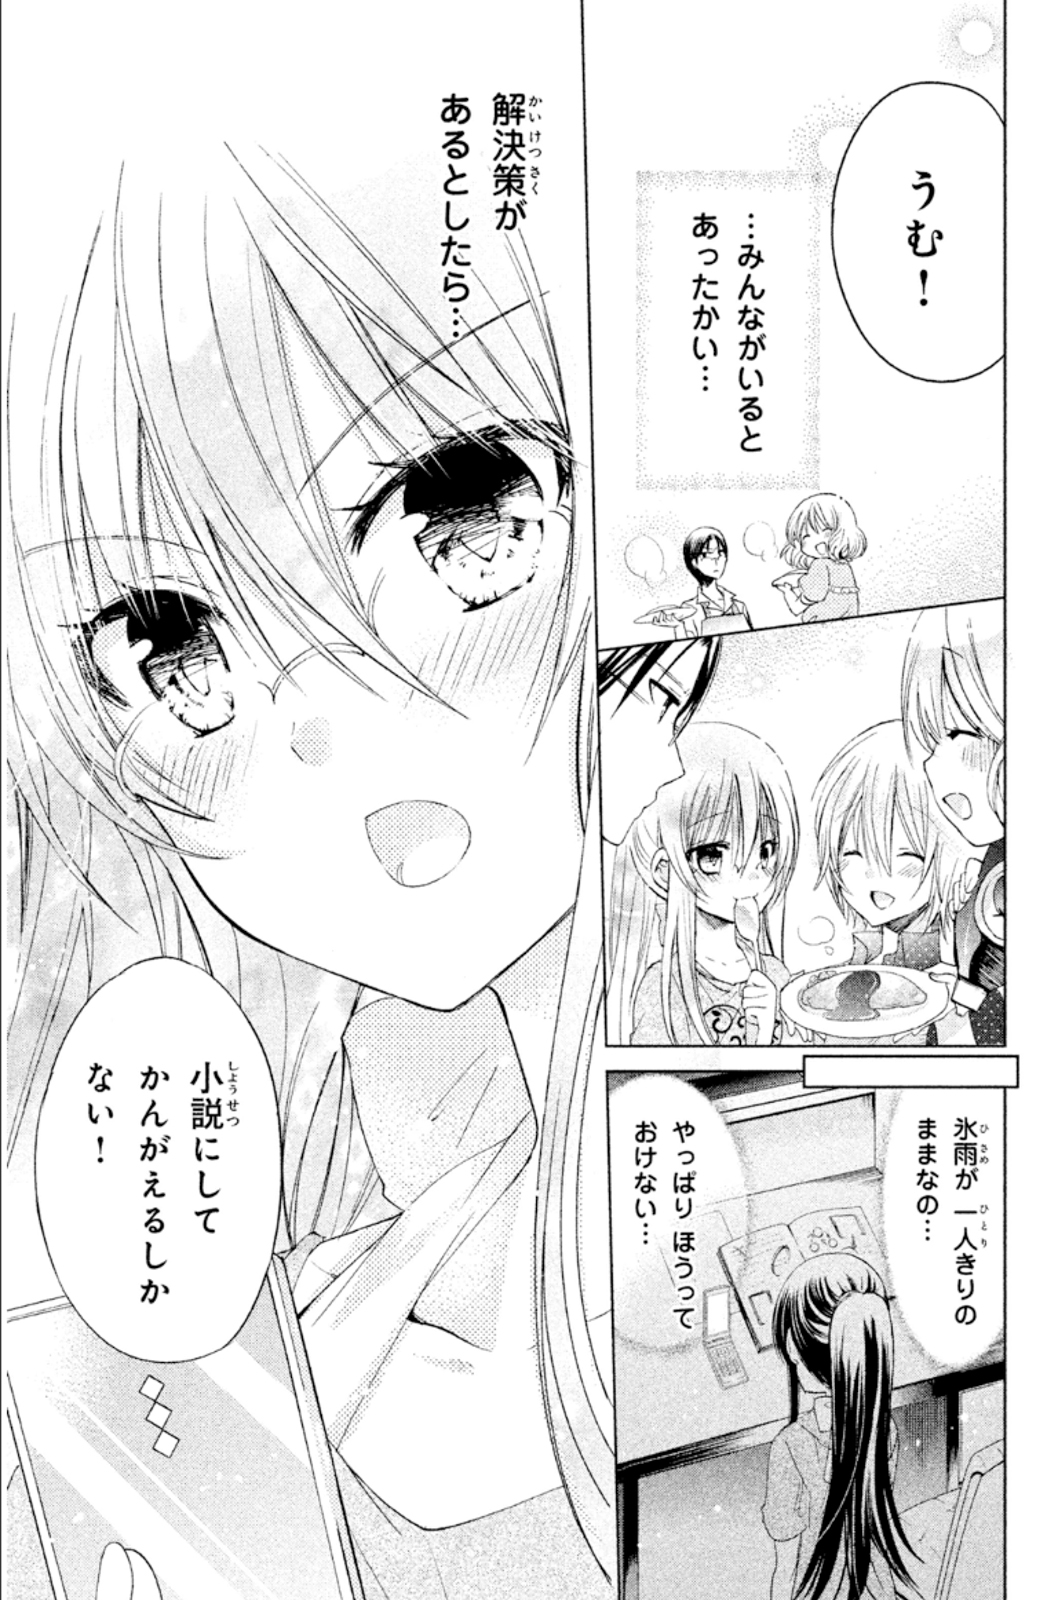 うむ！
…みんながいると
あったかい…
氷雨が一人きりの
ままなの…
やっぱりほうって
おけない…
解決策が
あるとしたら…
小説にして
かんがえるしか
ない！